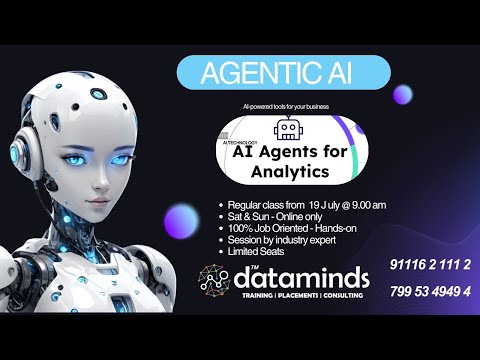 AGENTIC AI
AI-powered tools for your business
AI.TECHNOLOGY
AI Agents for
Analytics
• Regular class from 19 J uly @ 9.00 am
• Sat & Sun - Online only
• 100% Job Oriented - Hands-on
• Session by industry expert
• Limited Seats
TM
dataminds
TRAINING | PLACEMENTS | CONSULTING
91116 2 111 2
799 53 4949 4